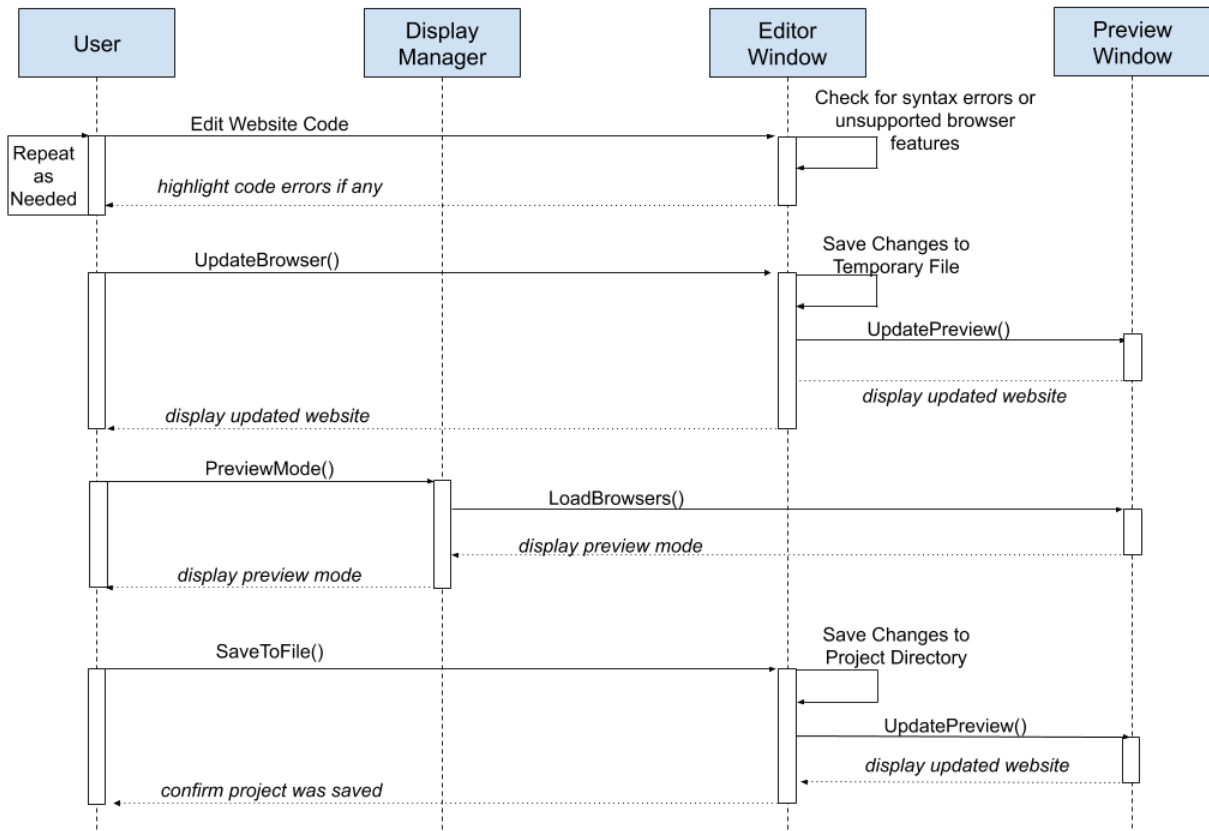 User
Display
Manager
Editor
Window
Preview
Window
Edit Website Code
Check for syntax errors or
unsupported browser
features
Repeat
as
Needed
highlight code errors if any
UpdateBrowser()
Save Changes to
Temporary File
UpdatePreview()
display updated website
display updated website
PreviewMode()
LoadBrowsers()
display preview mode
display preview mode
SaveToFile()
Save Changes to
Project Directory
UpdatePreview()
display updated website
confirm project was saved